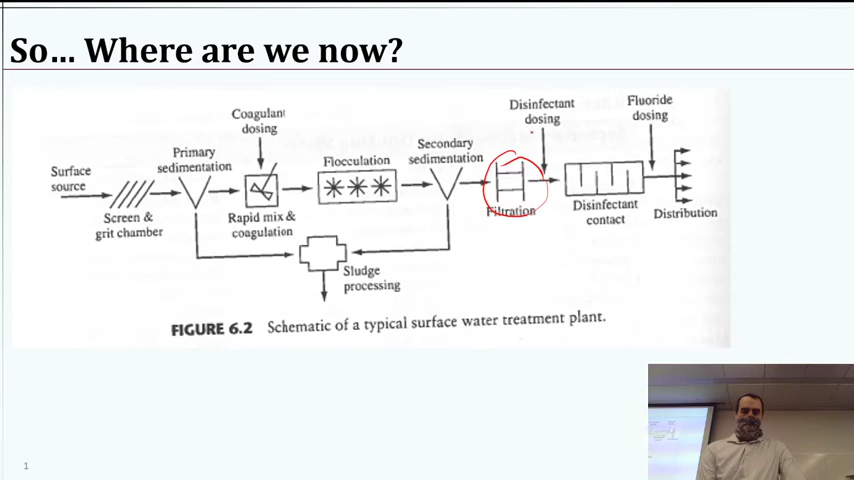 So... Where are we now?
Disinfectant
dosing
Fluoride
dosing
Coagulant
dosing
Secondary
sedimentation
Primary
sedimentation
Flocculation
Surface
source
Screen &
grit chamber
Rapid mix &
coagulation
Filtration
Disinfectant
contact
Distribution
Sludge
processing
FIGURE 6.2 Schematic of a typical surface water treatment plant.
1